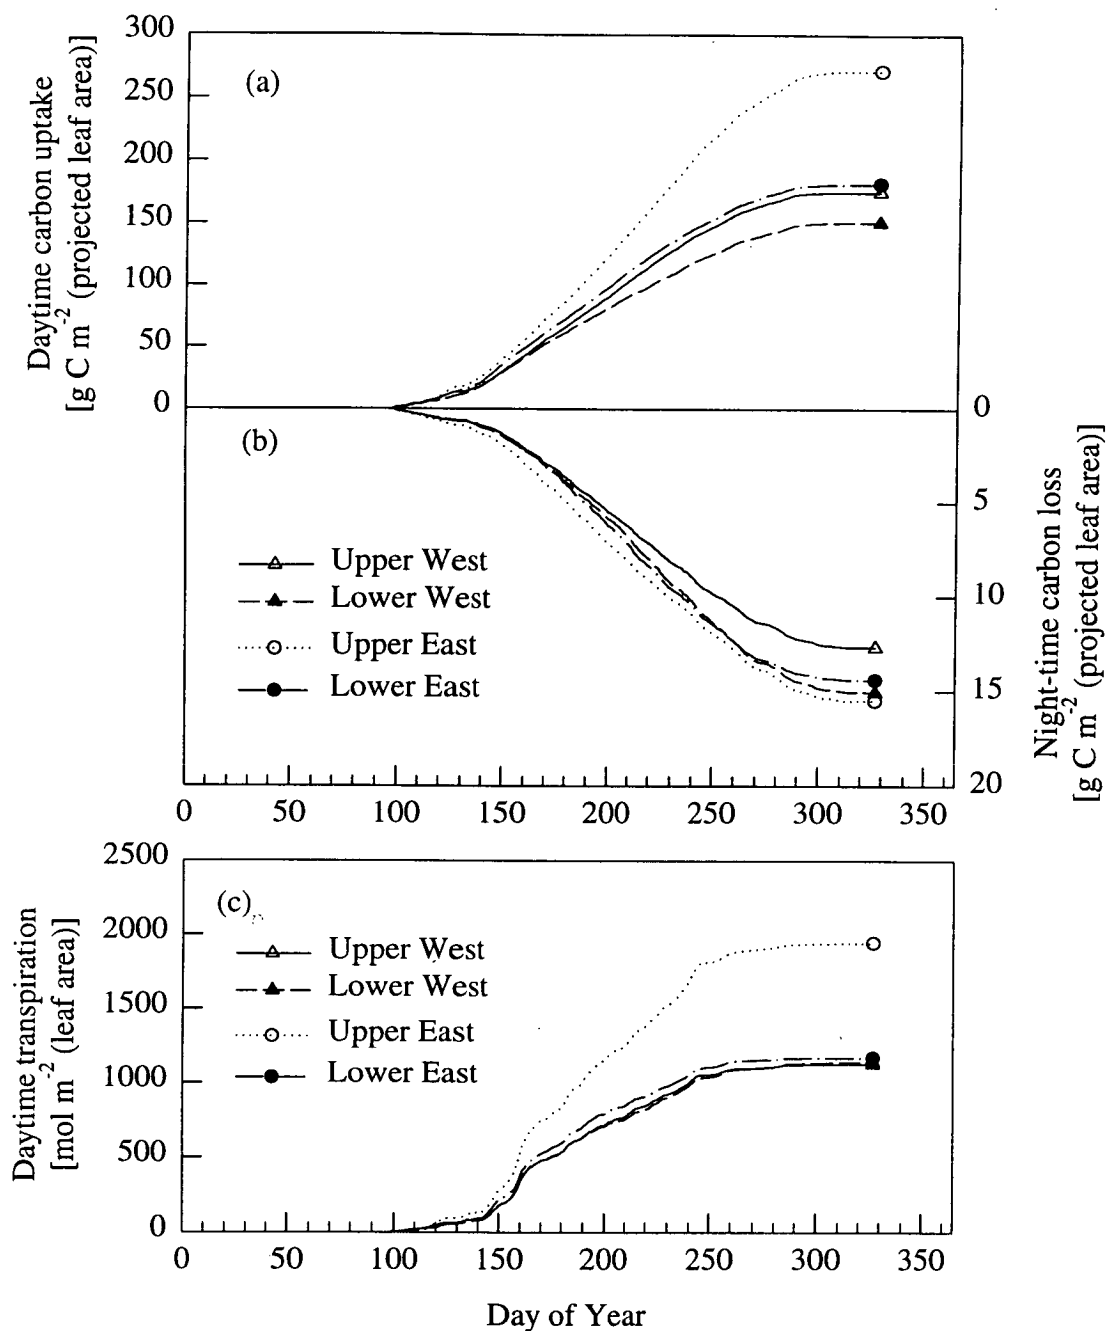 300
250
200
150
100
50
0
Daytime carbon uptake
[g C m⁻² (projected leaf area)]
(a)
(b)
Upper West
Lower West
Upper East
Lower East
0
5
10
15
20
Night-time carbon loss
[g C m⁻² (projected leaf area)]
0 50 100 150 200 250 300 350
2500
2000
1500
1000
500
0
Daytime transpiration
[mol m⁻² (leaf area)]
(c)
Upper West
Lower West
Upper East
Lower East
0 50 100 150 200 250 300 350
Day of Year